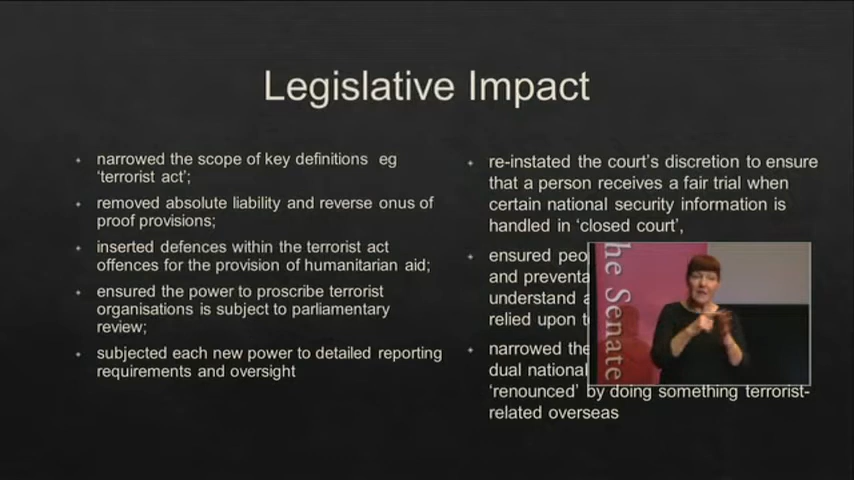 Legislative Impact
narrowed the scope of key definitions eg
'terrorist act';
removed absolute liability and reverse onus of
proof provisions;
inserted defences within the terrorist act
offences for the provision of humanitarian aid;
ensured the power to proscribe terrorist
organisations is subject to parliamentary
review;
subjected each new power to detailed reporting
requirements and oversight
re-instated the court's discretion to ensure
that a person receives a fair trial when
certain national security information is
handled in 'closed court',
ensured
and
understand
relied upon
narrowed the
dual national
'renounced' by doing something terrorist-
related overseas
he Senate